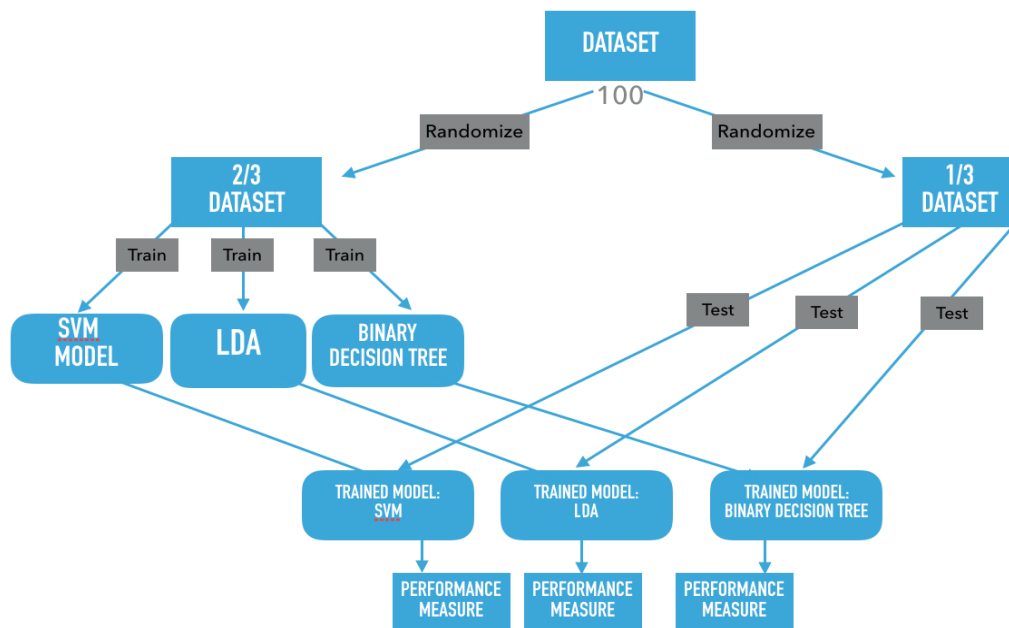 DATASET
100
Randomize
Randomize
2/3
DATASET
1/3
DATASET
Train
Train
Train
Test
Test
Test
SVM
MODEL
LDA
BINARY
DECISION TREE
TRAINED MODEL:
SVM
TRAINED MODEL:
LDA
TRAINED MODEL:
BINARY DECISION TREE
PERFORMANCE
MEASURE
PERFORMANCE
MEASURE
PERFORMANCE
MEASURE